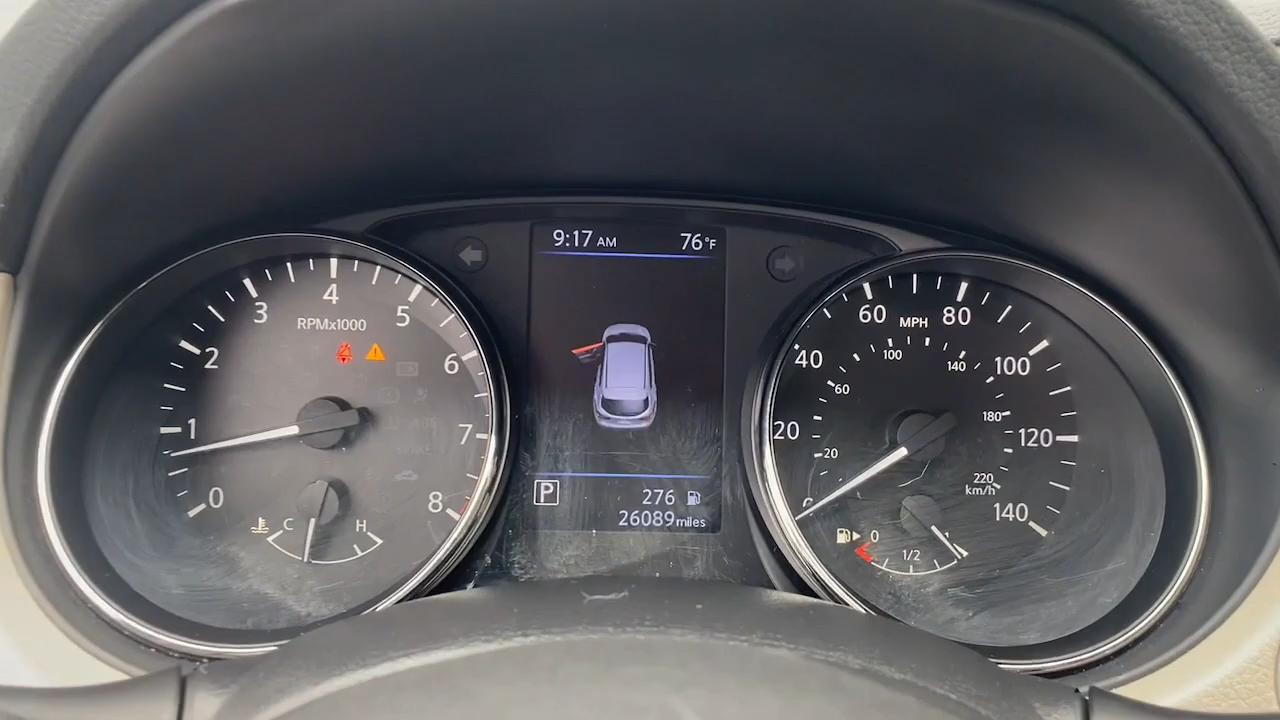 9:17 AM 76°F
0 1 2 3 4 5 6 7 8
RPMx1000
C H
P
276
26089 miles
20 40 60 80 100 120 140
MPH
20 60 100 140 180 220
km/h
0 1/2